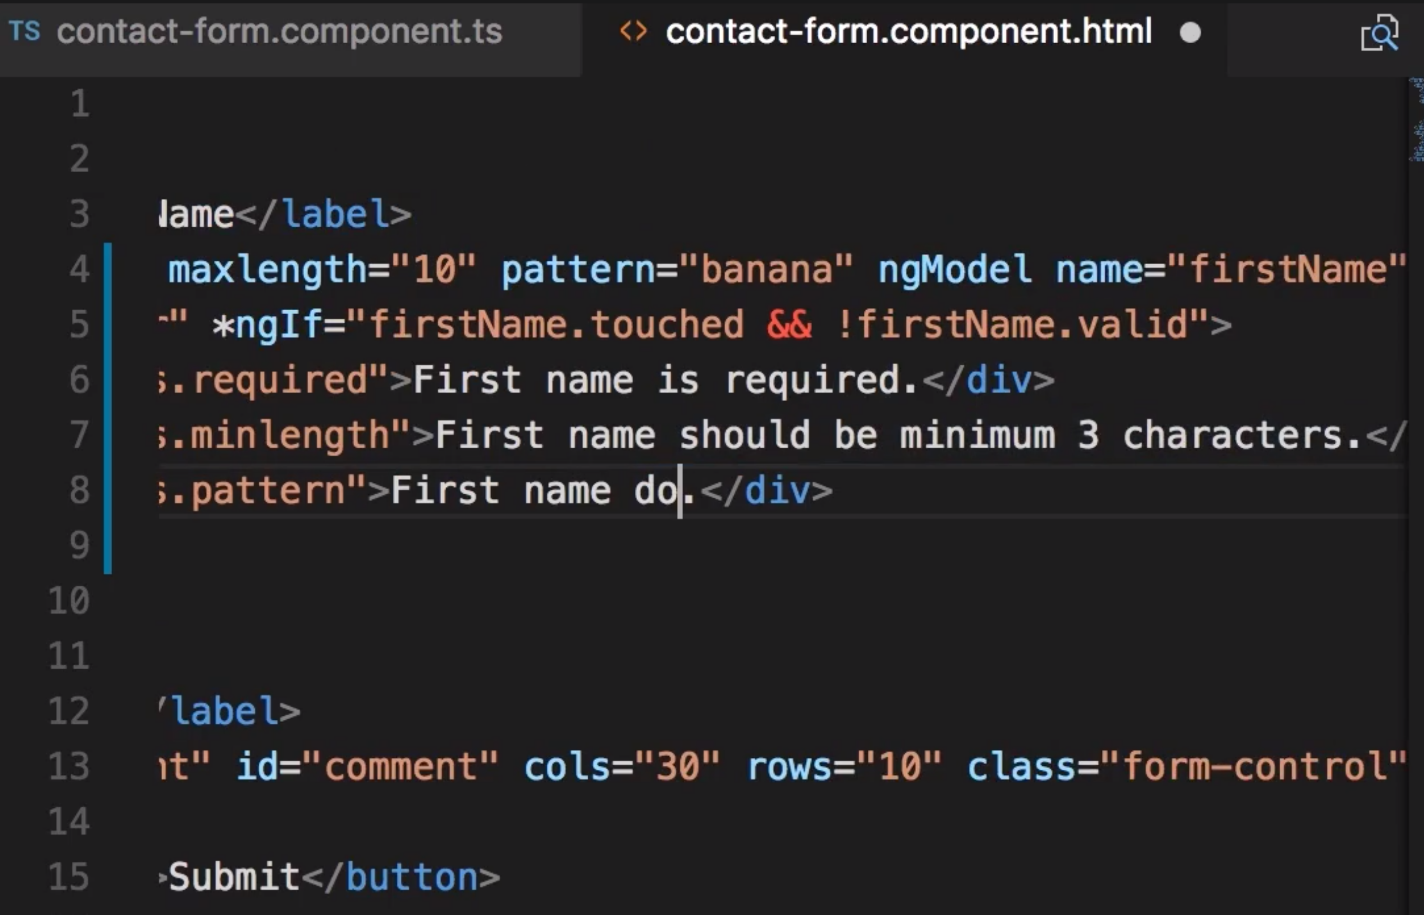 TS contact-form.component.ts <> contact-form.component.html
1
2
3 Name</label>
4 maxlength="10" pattern="banana" ngModel name="firstName"
5 " *ngIf="firstName.touched && !firstName.valid">
6 s.required">First name is required.</div>
7 s.minlength">First name should be minimum 3 characters.</
8 s.pattern">First name do.</div>
9
10
11
12 /label>
13 nt" id="comment" cols="30" rows="10" class="form-control"
14
15 >Submit</button>